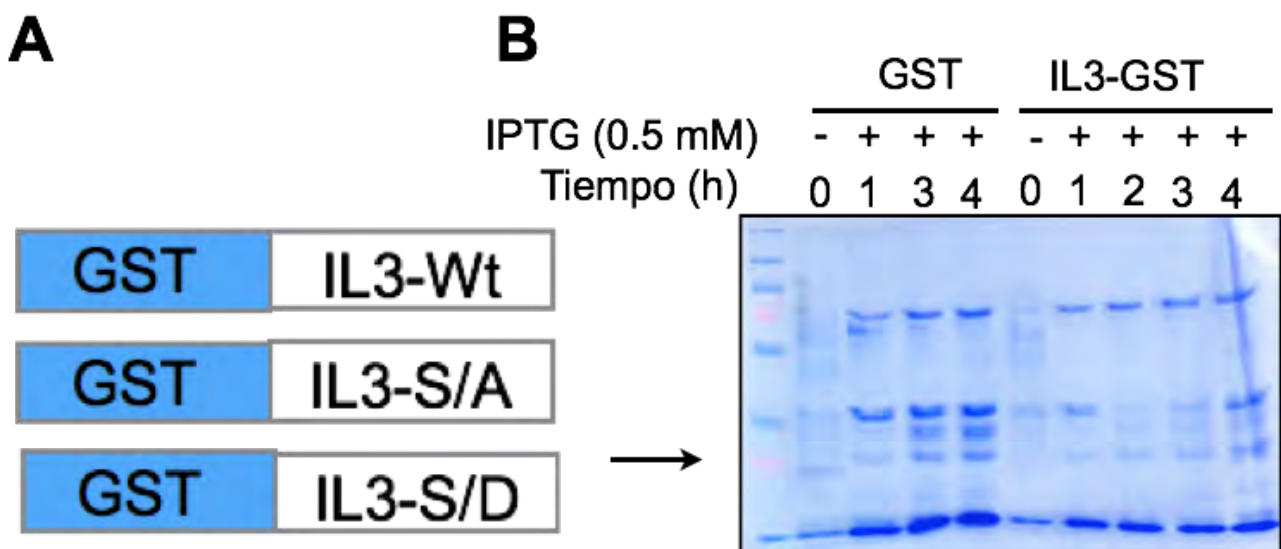 A
B
GST IL3-GST
IPTG (0.5 mM) - + + + - + + + +
Tiempo (h) 0 1 3 4 0 1 2 3 4
GST IL3-Wt
GST IL3-S/A
GST IL3-S/D